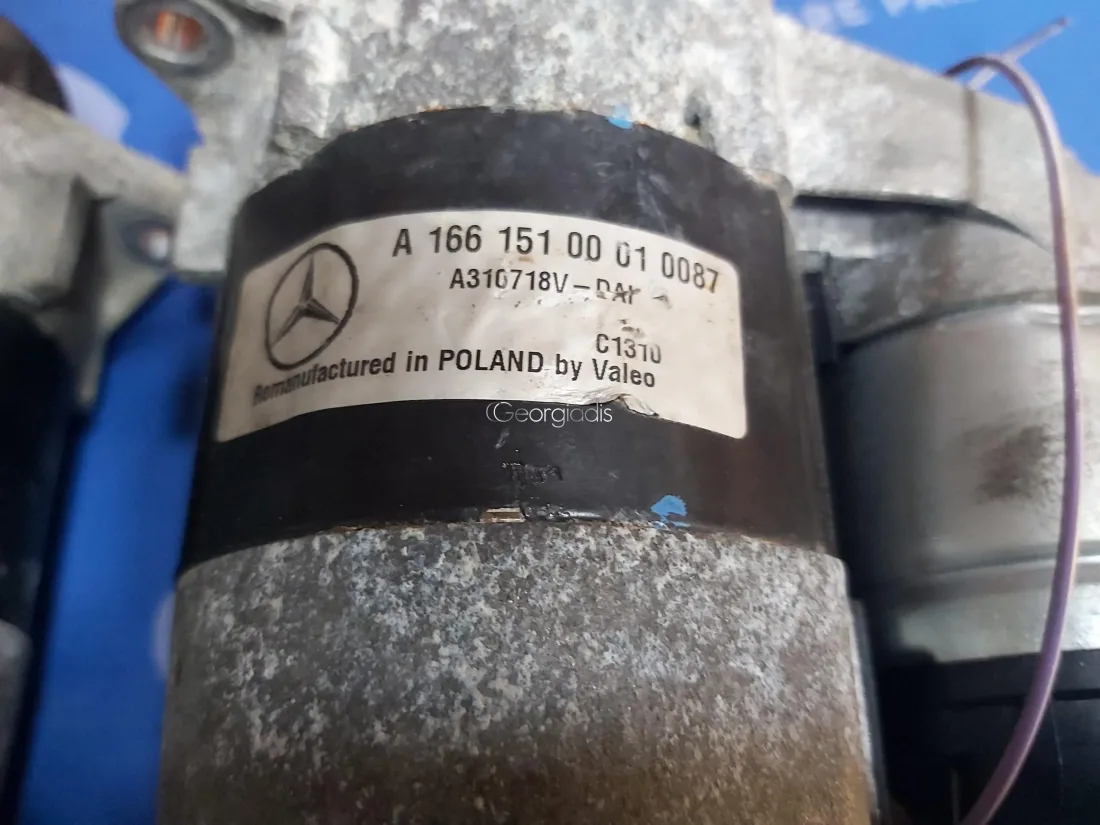 A 166 151 00 01 0087
A310718V-
C1310
Remanufactured in POLAND by Valeo
Georgiadis